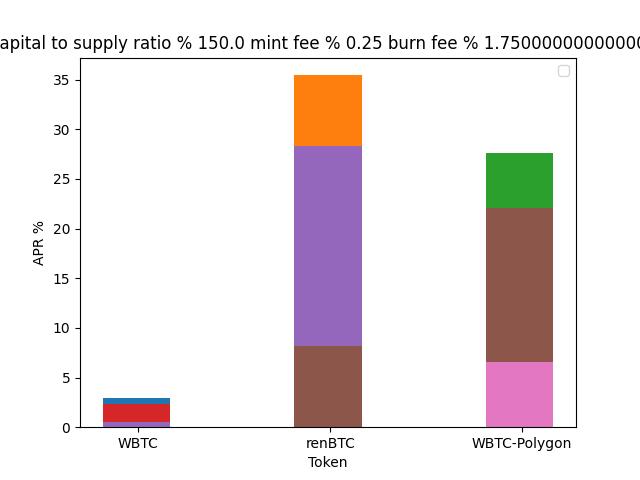 apital to supply ratio % 150.0 mint fee % 0.25 burn fee % 1.75000000000000
35
30
25
20
15
10
5
0
APR %
WBTC renBTC WBTC-Polygon
Token